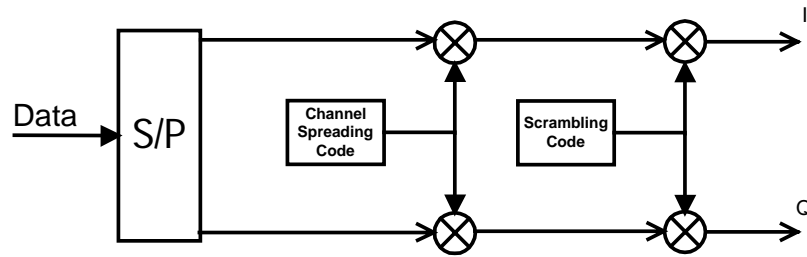 I
Data
S/P
Channel
Spreading
Code
Scrambling
Code
Q